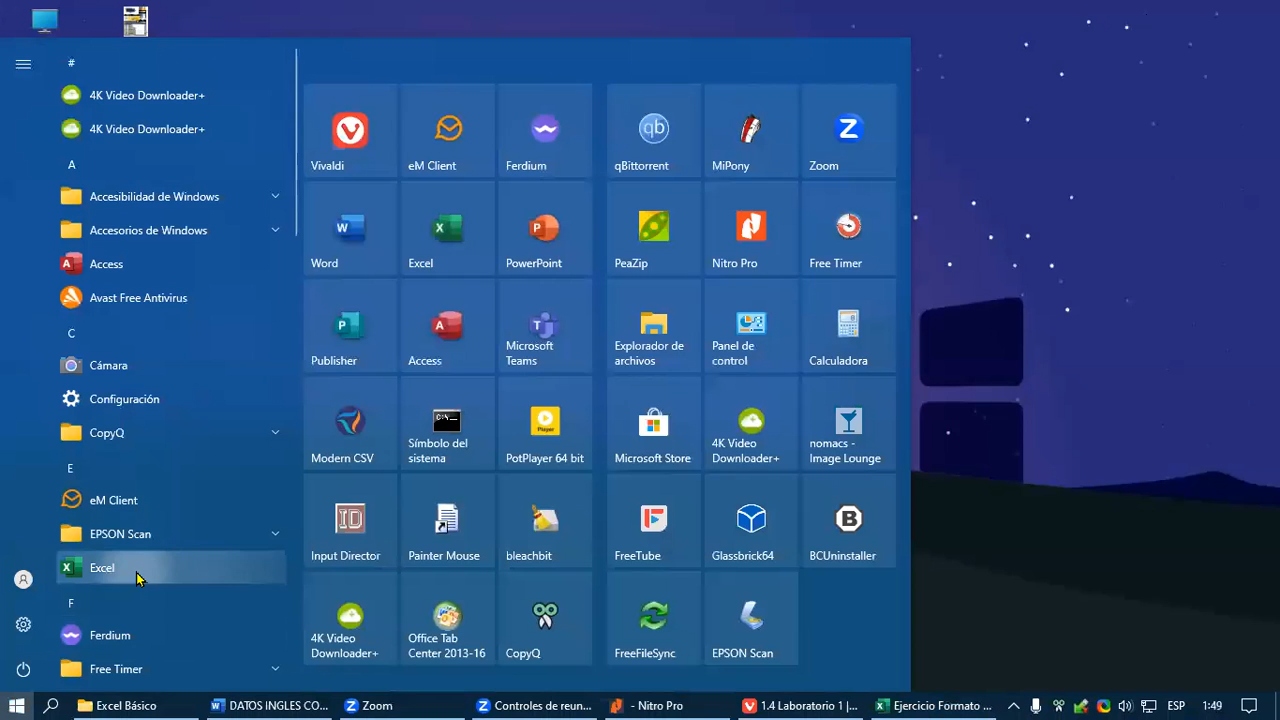 #
4K Video Downloader+
4K Video Downloader+
A
Accesibilidad de Windows
Accesorios de Windows
Access
Avast Free Antivirus
C
Cámara
Configuración
CopyQ
E
eM Client
EPSON Scan
Excel
F
Ferdium
Free Timer
Vivaldi
eM Client
Ferdium
qb
qBittorrent
MiPony
Zoom
Word
Excel
PowerPoint
PeaZip
Nitro Pro
Free Timer
Publisher
Access
Microsoft
Teams
Explorador de
archivos
Panel de
control
Calculadora
Modern CSV
Símbolo del
sistema
Player
PotPlayer 64 bit
Microsoft Store
4K Video
Downloader+
nomacs -
Image Lounge
ID
Input Director
Painter Mouse
bleachbit
FreeTube
Glassbrick64
B
BCUninstaller
4K Video
Downloader+
Office Tab
Center 2013-16
CopyQ
FreeFileSync
EPSON Scan
Excel Básico
DATOS INGLES CO...
Zoom
Controles de reun...
- Nitro Pro
1.4 Laboratorio 1 |...
Ejercicio Formato ...
ESP
1:49